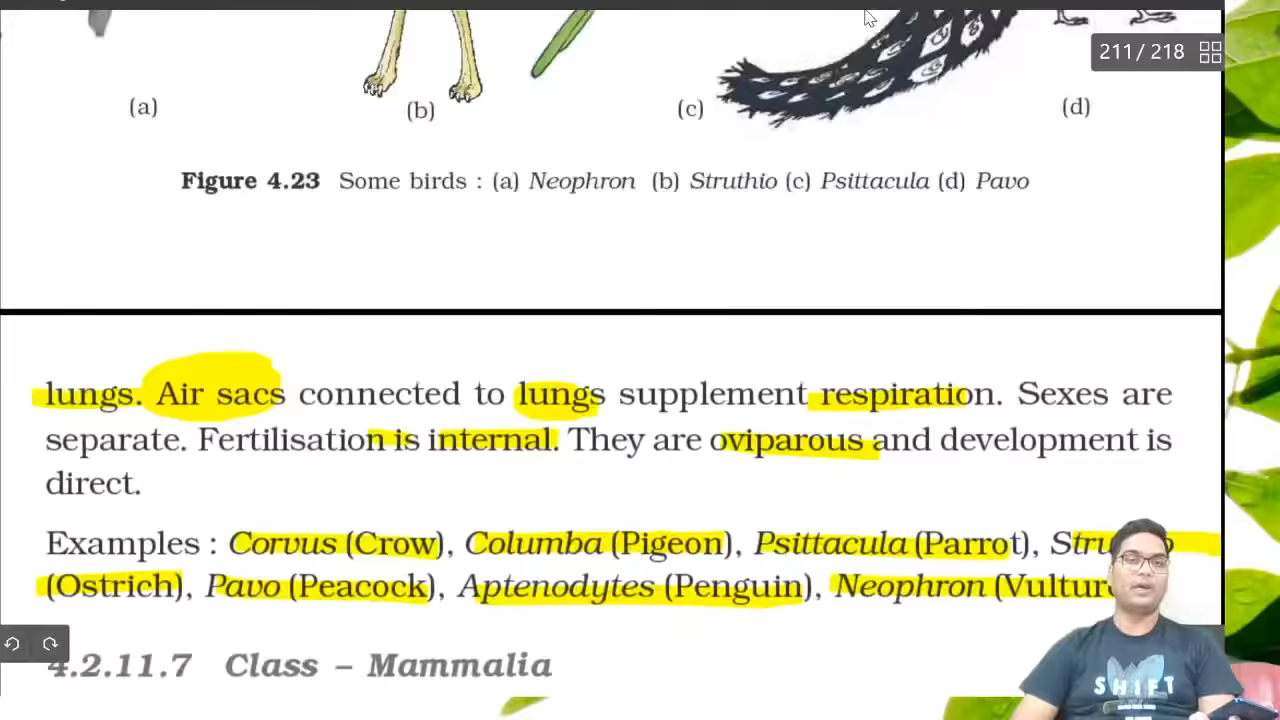 211 / 218
(a)
(b)
(c)
(d)
Figure 4.23 Some birds : (a) Neophron (b) Struthio (c) Psittacula (d) Pavo
lungs. Air sacs connected to lungs supplement respiration. Sexes are
separate. Fertilisation is internal. They are oviparous and development is
direct.
Examples : Corvus (Crow), Columba (Pigeon), Psittacula (Parrot),
(Ostrich), Pavo (Peacock), Aptenodytes (Penguin), Neophron
4.2.11.7 Class – Mammalia
SHIFT